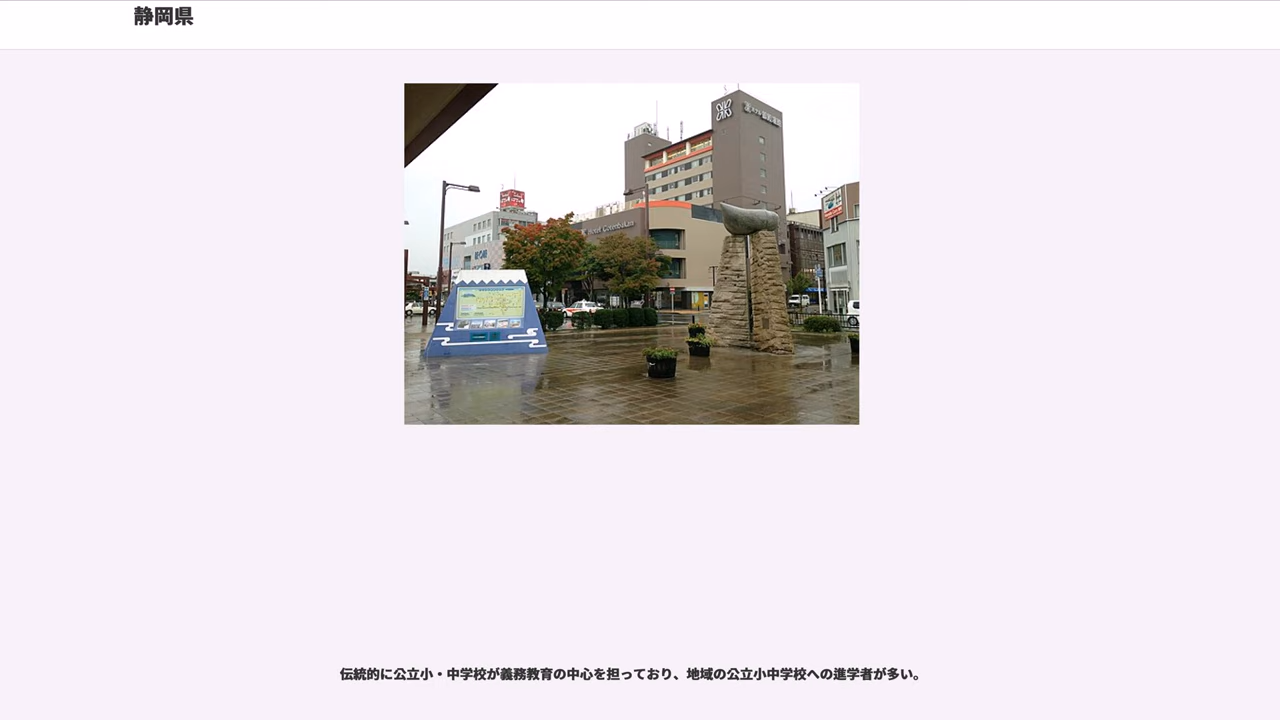 静岡県
Hotel Gotenbakan
伝統的に公立小・中学校が義務教育の中心を担っており、地域の公立小中学校への進学者が多い。